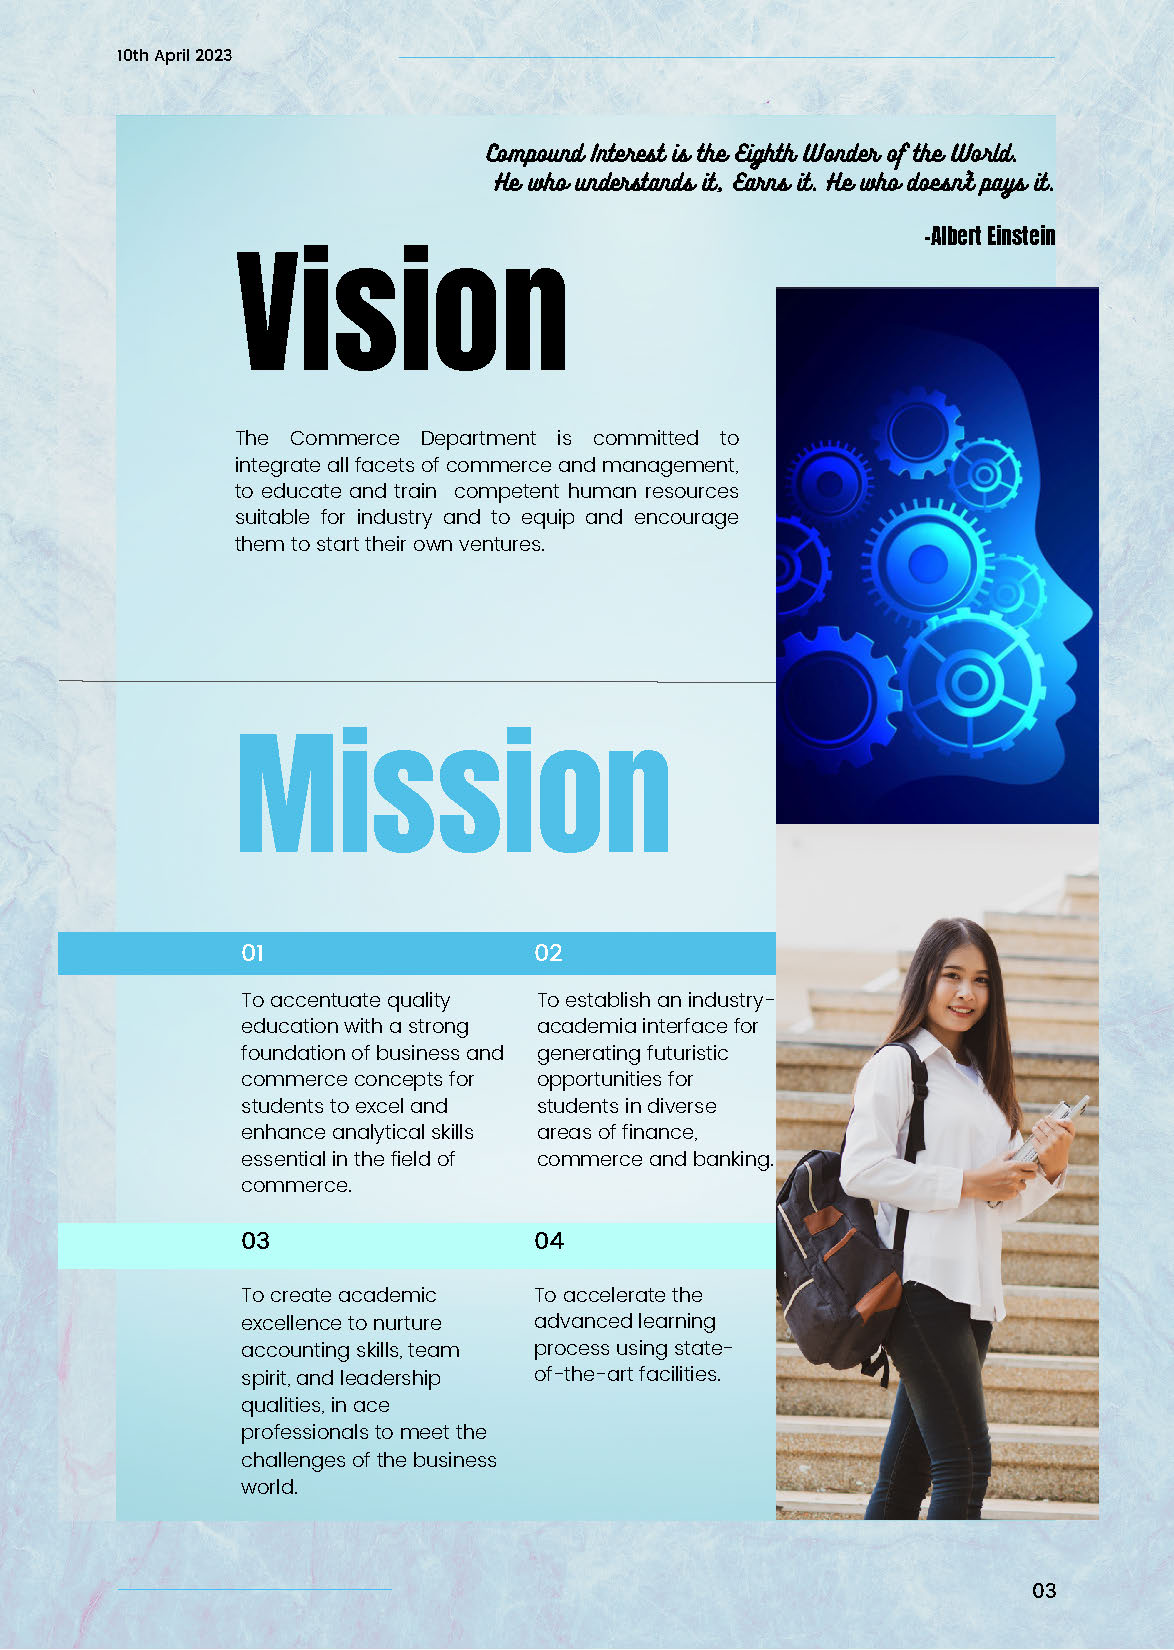 10th April 2023
Compound Interest is the Eighth Wonder of the World.
He who understands it, Earns it. He who doesn't pays it.
-Albert Einstein
Vision
The Commerce Department is committed to
integrate all facets of commerce and management,
to educate and train competent human resources
suitable for industry and to equip and encourage
them to start their own ventures.
Mission
01
To accentuate quality
education with a strong
foundation of business and
commerce concepts for
students to excel and
enhance analytical skills
essential in the field of
commerce.
02
To establish an industry-
academia interface for
generating futuristic
opportunities for
students in diverse
areas of finance,
commerce and banking.
03
To create academic
excellence to nurture
accounting skills, team
spirit, and leadership
qualities, in ace
professionals to meet the
challenges of the business
world.
04
To accelerate the
advanced learning
process using state-
of-the-art facilities.
03